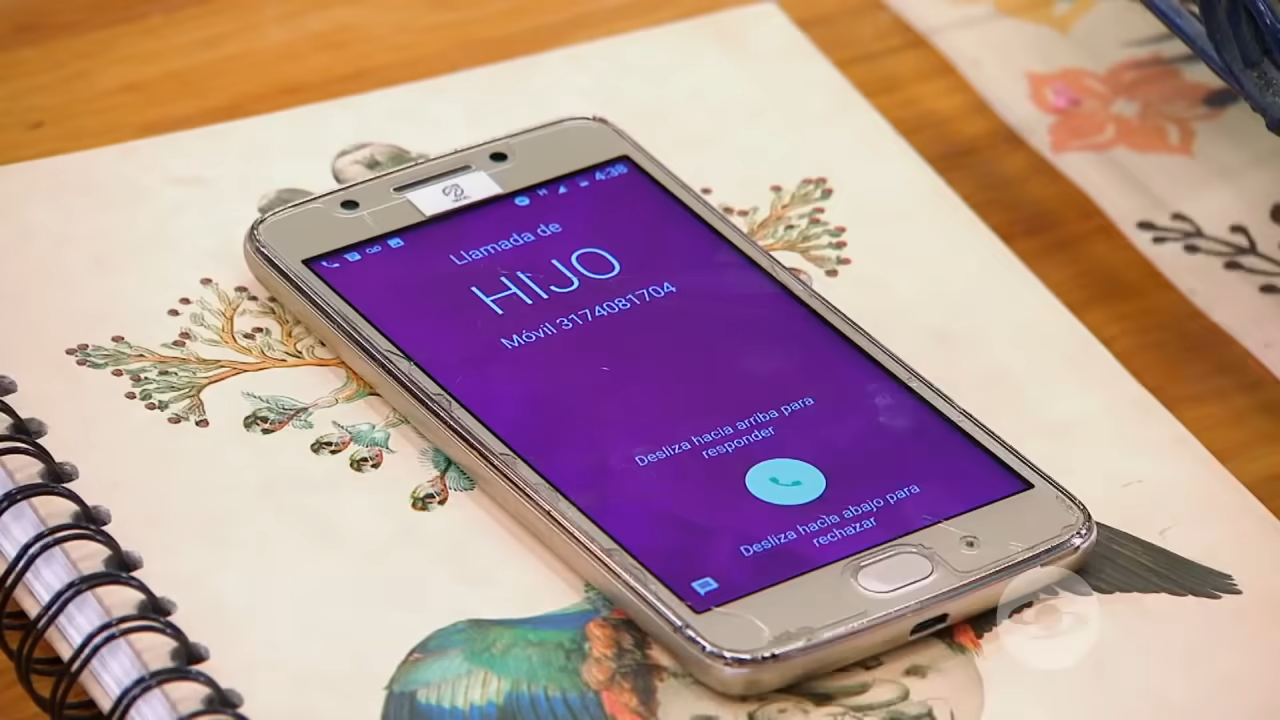 4:38
Llamada de
HIJO
Móvil 3174081704
Desliza hacia arriba para
responder
Desliza hacia abajo para
rechazar